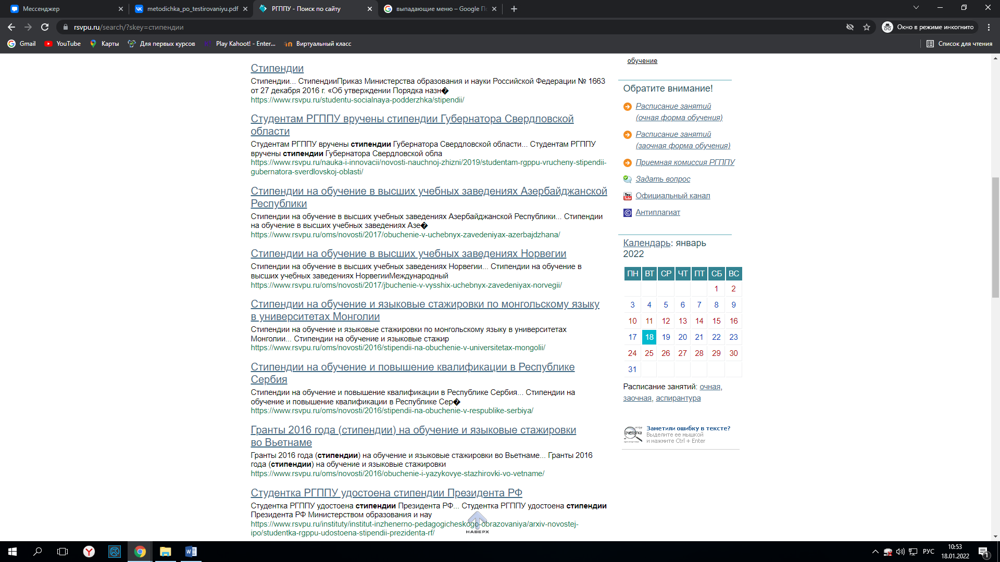 Мессенджер
metodichka_po_testirovaniyu.pdf
РГППУ - Поиск по сайту
выпадающие меню – Google
rsvpu.ru/search/?skey=стипендии
Окно в режиме инкогнито
Gmail
YouTube
Карты
Для первых курсов
Play Kahoot! - Enter...
Виртуальный класс
Список для чтения
Стипендии
Стипендии... СтипендииПриказ Министерства образования и науки Российской Федерации № 1663
от 27 декабря 2016 г. «Об утверждении Порядка назн�
https://www.rsvpu.ru/studentu-socialnaya-podderzhka/stipendii/
Студентам РГППУ вручены стипендии Губернатора Свердловской
области
Студентам РГППУ вручены стипендии Губернатора Свердловской области... Студентам РГППУ
вручены стипендии Губернатора Свердловской обла
https://www.rsvpu.ru/nauka-i-innovacii/novosti-nauchnoj-zhizni/2019/studentam-rgppu-vrucheny-stipendii-
gubernatora-sverdlovskoj-oblasti/
Стипендии на обучение в высших учебных заведениях Азербайджанской
Республики
Стипендии на обучение в высших учебных заведениях Азербайджанской Республики... Стипендии
на обучение в высших учебных заведениях Азе�
https://www.rsvpu.ru/oms/novosti/2017/obuchenie-v-uchebnyx-zavedeniyax-azerbajdzhana/
Стипендии на обучение в высших учебных заведениях Норвегии
Стипендии на обучение в высших учебных заведениях Норвегии... Стипендии на обучение в
высших учебных заведениях НорвегииМеждународный
https://www.rsvpu.ru/oms/novosti/2017/jbuchenie-v-vysshix-uchebnyx-zavedeniyax-norvegii/
Стипендии на обучение и языковые стажировки по монгольскому языку
в университетах Монголии
Стипендии на обучение и языковые стажировки по монгольскому языку в университетах
Монголии... Стипендии на обучение и языковые стажир
https://www.rsvpu.ru/oms/novosti/2016/stipendii-na-obuchenie-v-universitetax-mongolii/
Стипендии на обучение и повышение квалификации в Республике
Сербия
Стипендии на обучение и повышение квалификации в Республике Сербия... Стипендии на
обучение и повышение квалификации в Республике Сер�
https://www.rsvpu.ru/oms/novosti/2016/stipendii-na-obuchenie-v-respublike-serbiya/
Гранты 2016 года (стипендии) на обучение и языковые стажировки
во Вьетнаме
Гранты 2016 года (стипендии) на обучение и языковые стажировки во Вьетнаме... Гранты 2016
года (стипендии) на обучение и языковые стажировки
https://www.rsvpu.ru/oms/novosti/2016/obuchenie-i-yazykovye-stazhirovki-vo-vetname/
Студентка РГППУ удостоена стипендии Президента РФ
Студентка РГППУ удостоена стипендии Президента РФ... Студентка РГППУ удостоена стипендии
Президента РФ Министерством образования и нау
https://www.rsvpu.ru/instituty/institut-inzhenerno-pedagogicheskogo-obrazovaniya/arxiv-novostej-
ipo/studentka-rgppu-udostoena-stipendii-prezidenta-rf/
НАВЕРХ
обучение
Обратите внимание!
Расписание занятий
(очная форма обучения)
Расписание занятий
(заочная форма обучения)
Приемная комиссия РГППУ
Задать вопрос
You Tube
Официальный канал
©
Антиплагиат
Календарь: январь
2022
ПН ВТ СР ЧТ ПТ СБ ВС
1 2
3 4 5 6 7 8 9
10 11 12 13 14 15 16
17 18 19 20 21 22 23
24 25 26 27 28 29 30
31
Расписание занятий: очная,
заочная, аспирантура
очепятка
Заметили ошибку в тексте?
Выделите ее мышкой
и нажмите Ctrl + Enter
РУС
10:53
18.01.2022
1